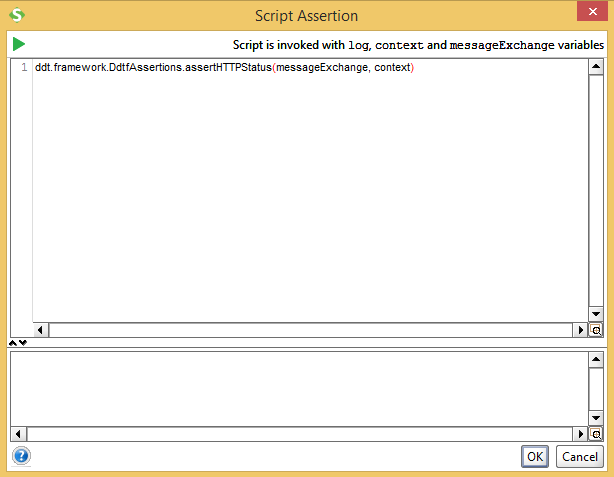 Script Assertion
Script is invoked with log, context and messageExchange variables
1 ddt.framework.DdtfAssertions.assertHTTPStatus(messageExchange, context)
OK Cancel